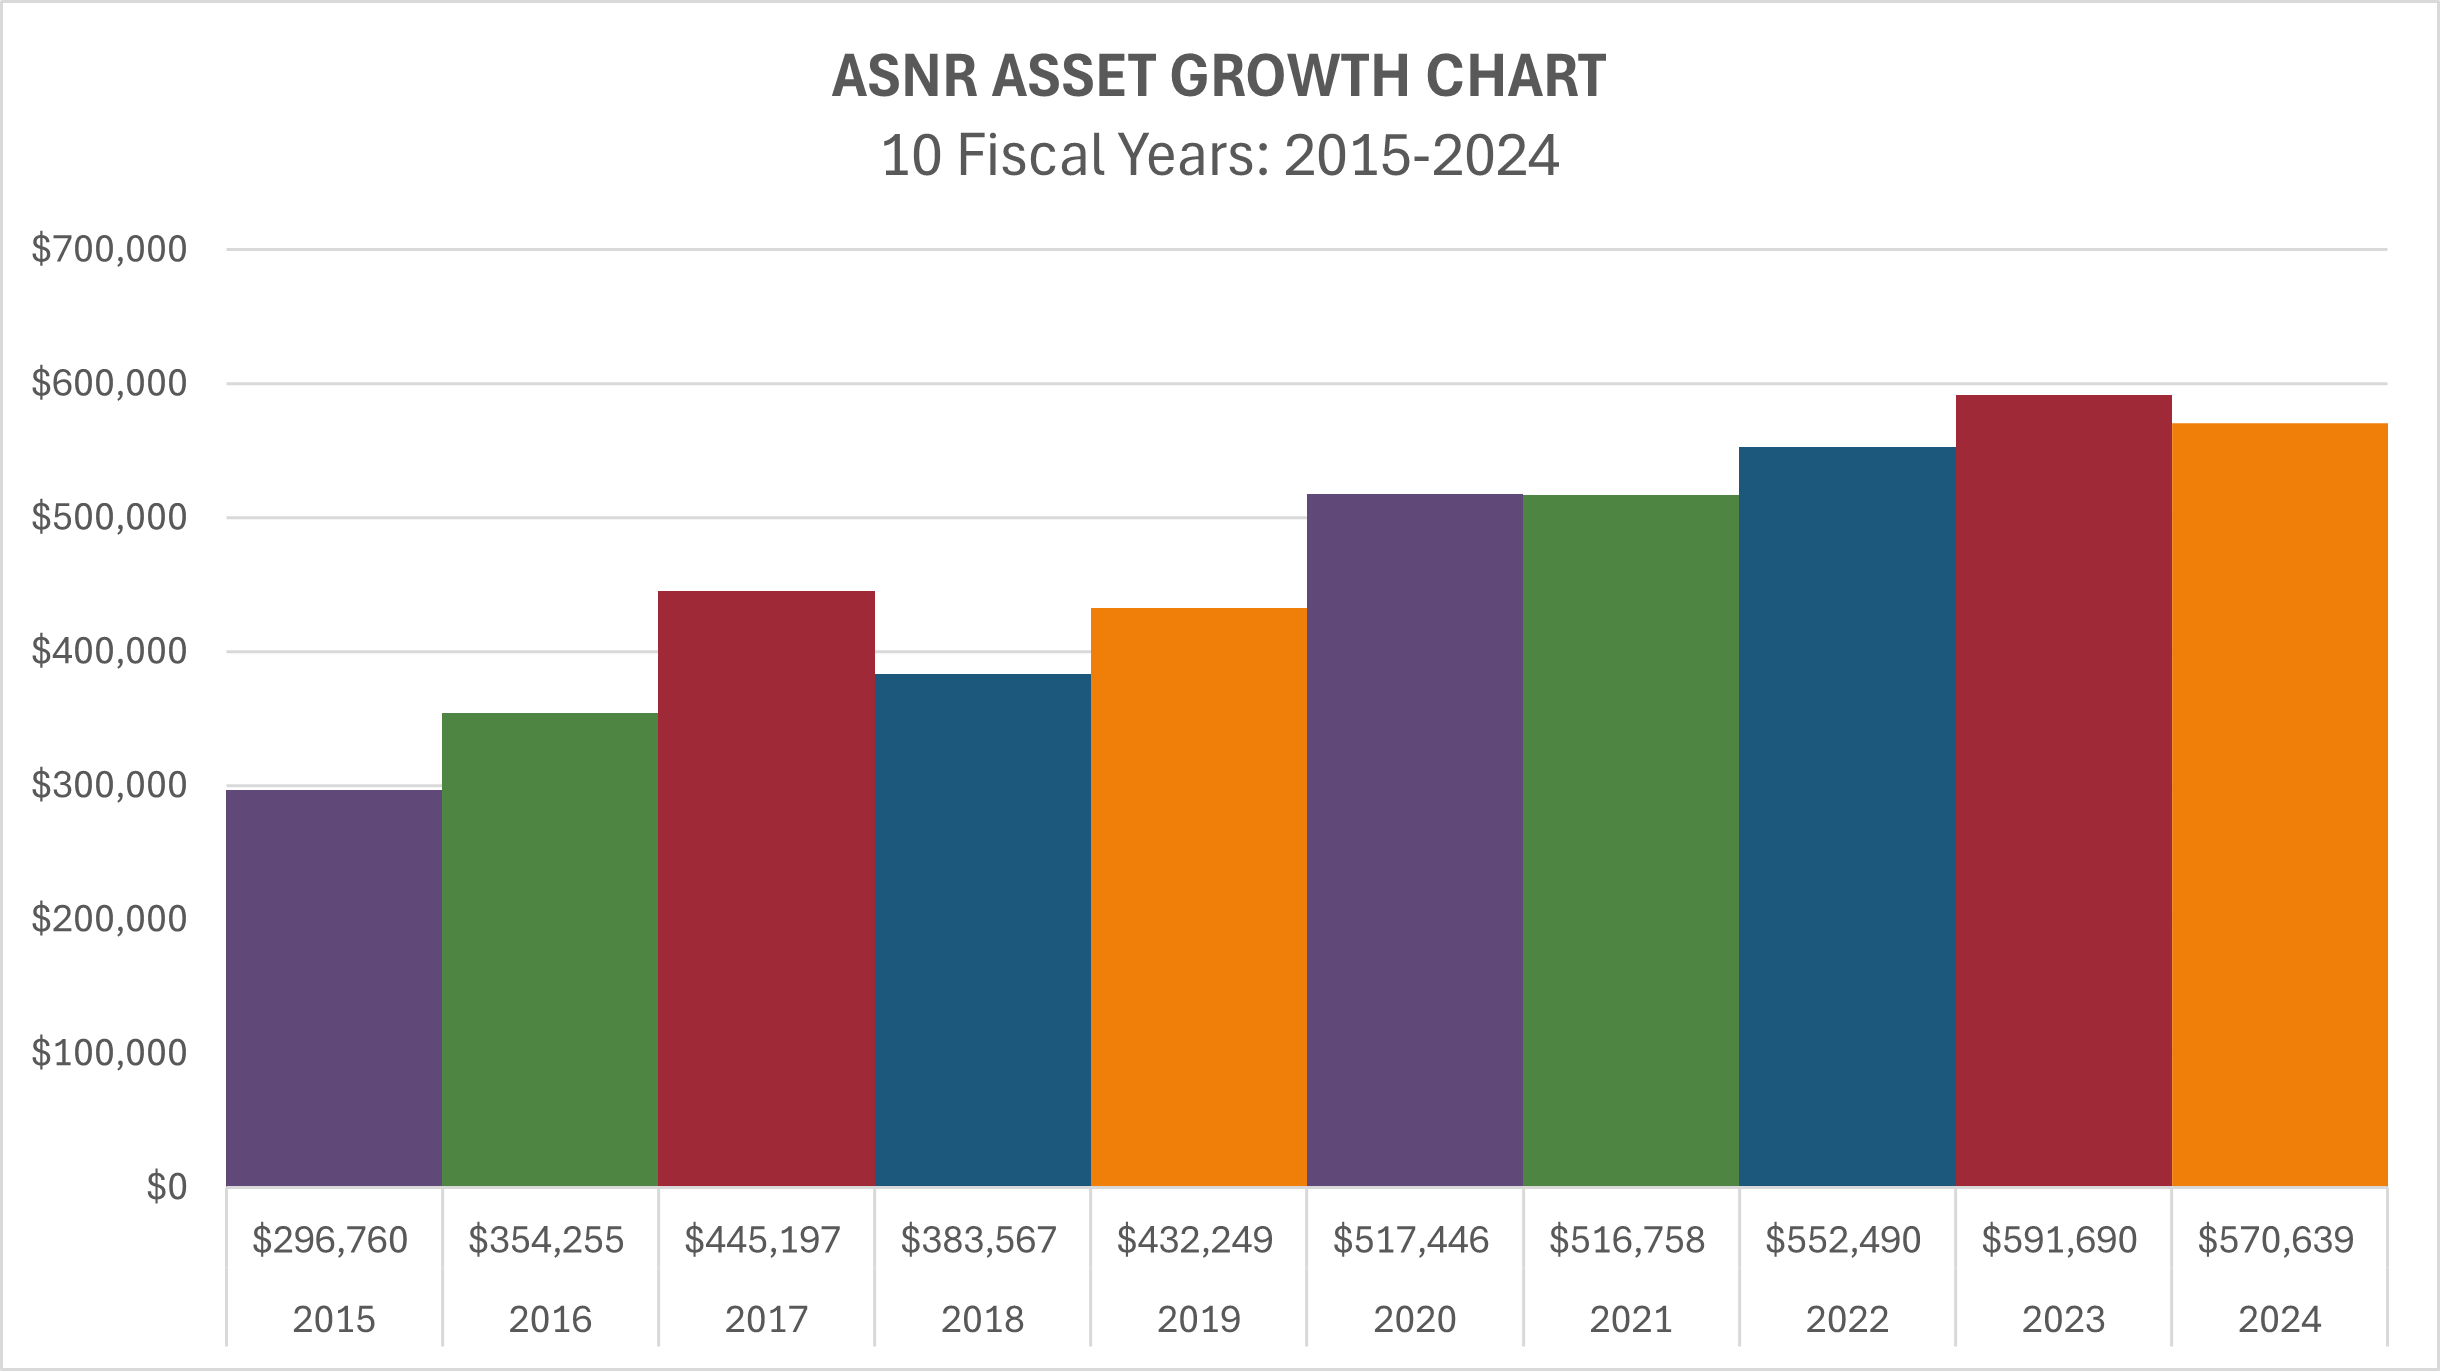 ASNR ASSET GROWTH CHART
10 Fiscal Years: 2015-2024
$700,000
$600,000
$500,000
$400,000
$300,000
$200,000
$100,000
$0
$296,760 $354,255 $445,197 $383,567 $432,249 $517,446 $516,758 $552,490 $591,690 $570,639
2015 2016 2017 2018 2019 2020 2021 2022 2023 2024